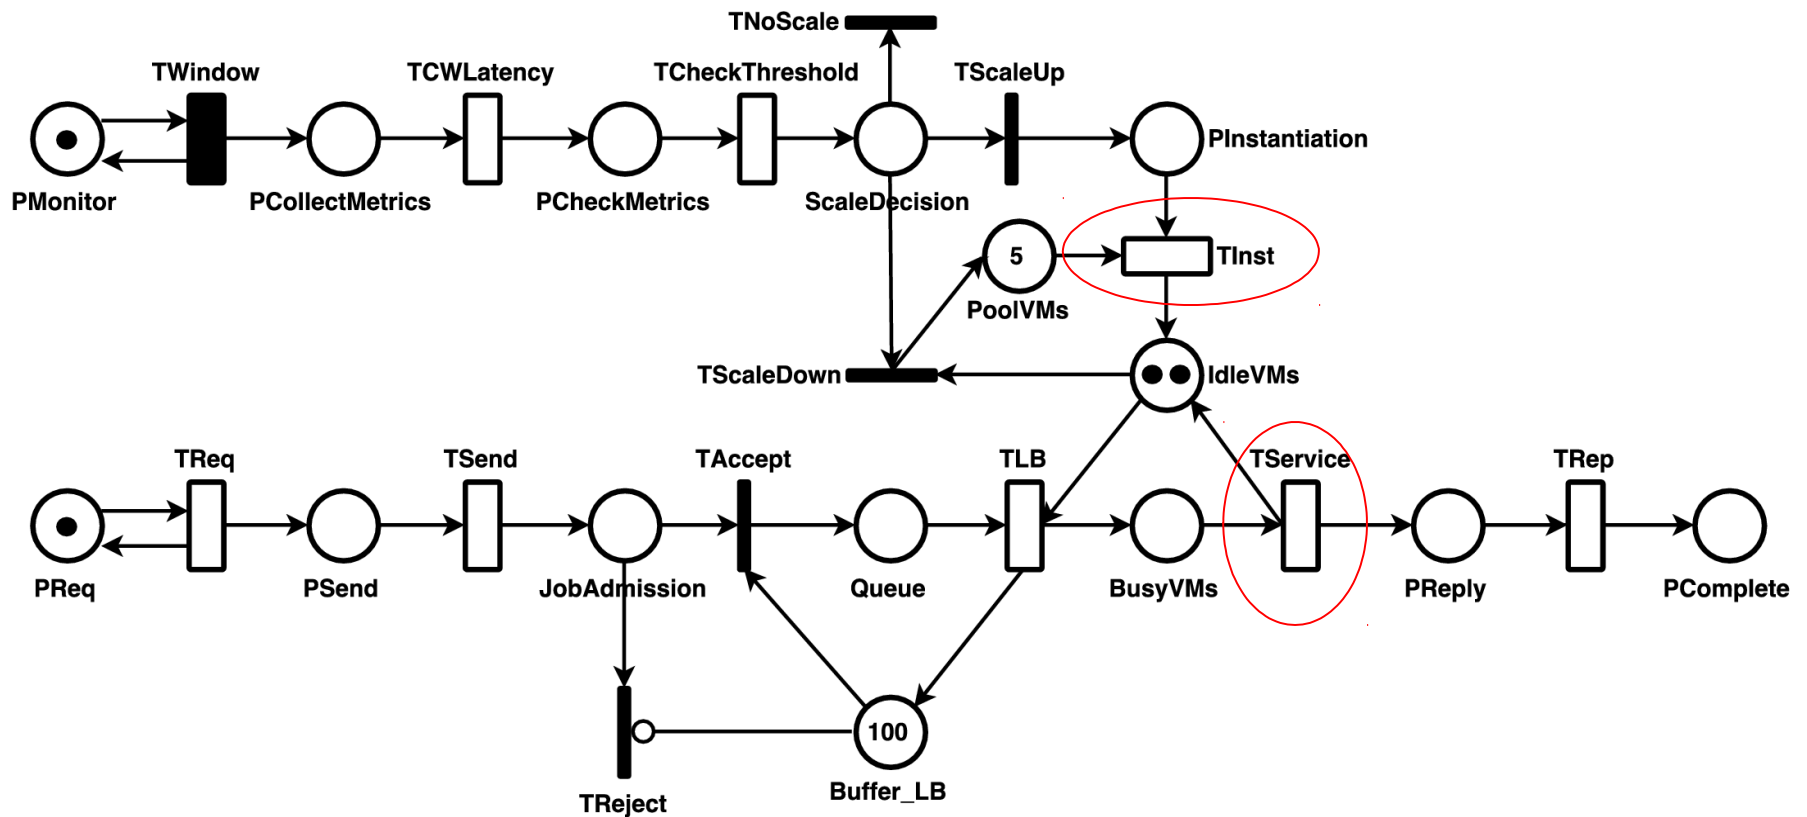 TNoScale
TWindow
TCWLatency
TCheckThreshold
TScaleUp
PInstantiation
PMonitor
PCollectMetrics
PCheckMetrics
ScaleDecision
5
TInst
PoolVMs
TScaleDown
IdleVMs
TReq
TSend
TAccept
TLB
TService
TRep
PReq
PSend
JobAdmission
Queue
BusyVMs
PReply
PComplete
100
TReject
Buffer_LB